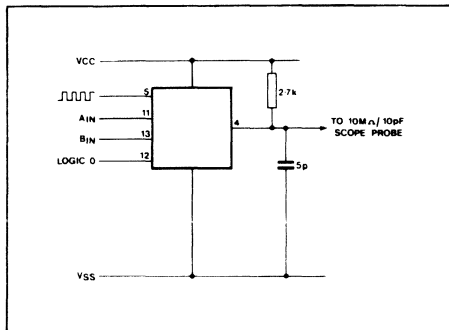 VCC
5
2·7k
AIN 11
4
TO 10MΩ/10pF
SCOPE PROBE
BIN 13
LOGIC 0 12
5p
VSS